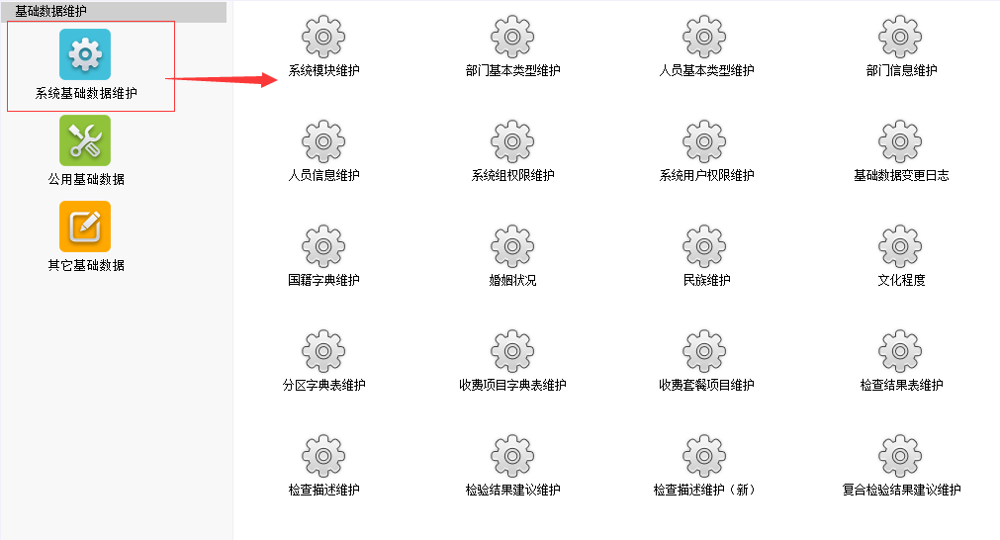 基础数据维护
系统基础数据维护
公用基础数据
其它基础数据
系统模块维护
部门基本类型维护
人员基本类型维护
部门信息维护
人员信息维护
系统组权限维护
系统用户权限维护
基础数据变更日志
国籍字典维护
婚姻状况
民族维护
文化程度
分区字典表维护
收费项目字典表维护
收费套餐项目维护
检查结果表维护
检查描述维护
检验结果建议维护
检查描述维护（新）
复合检验结果建议维护